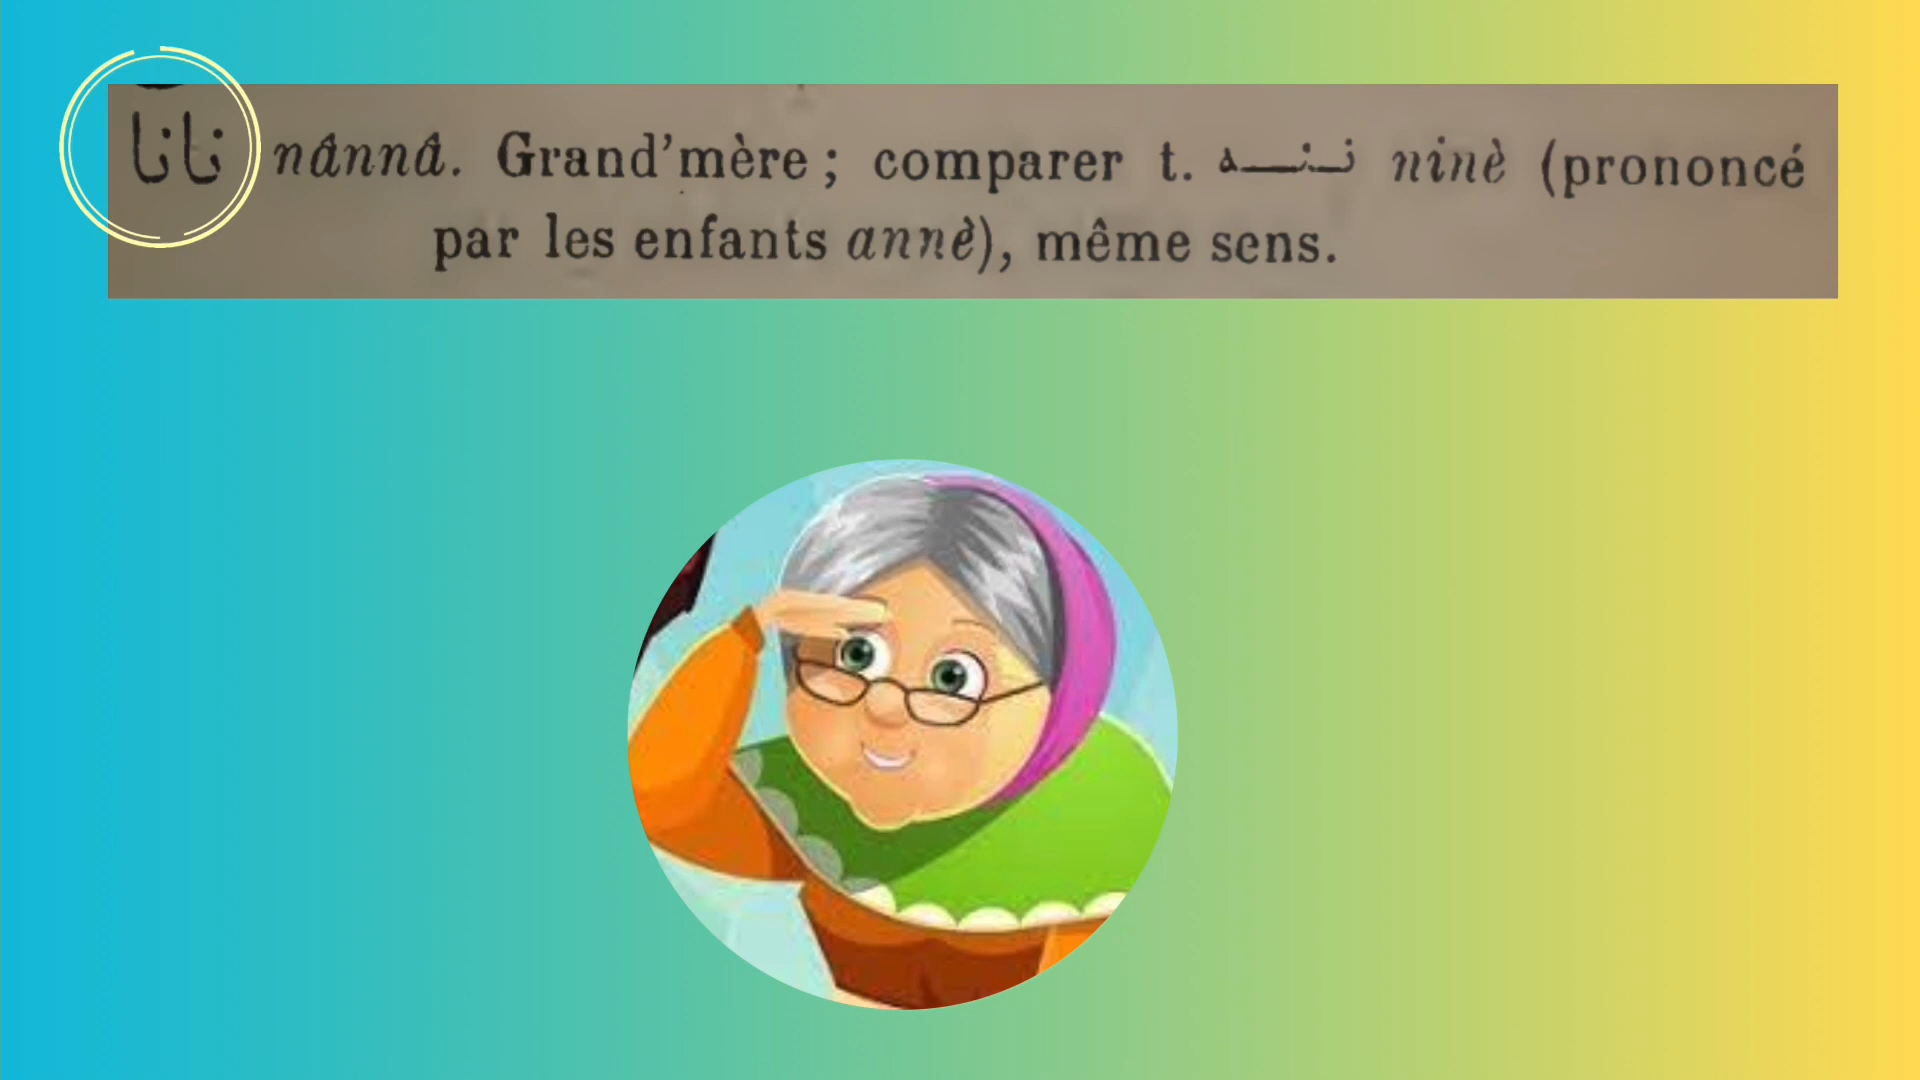 نانا nânnâ. Grand'mère; comparer t. ننه ninè (prononcé
par les enfants annè), même sens.